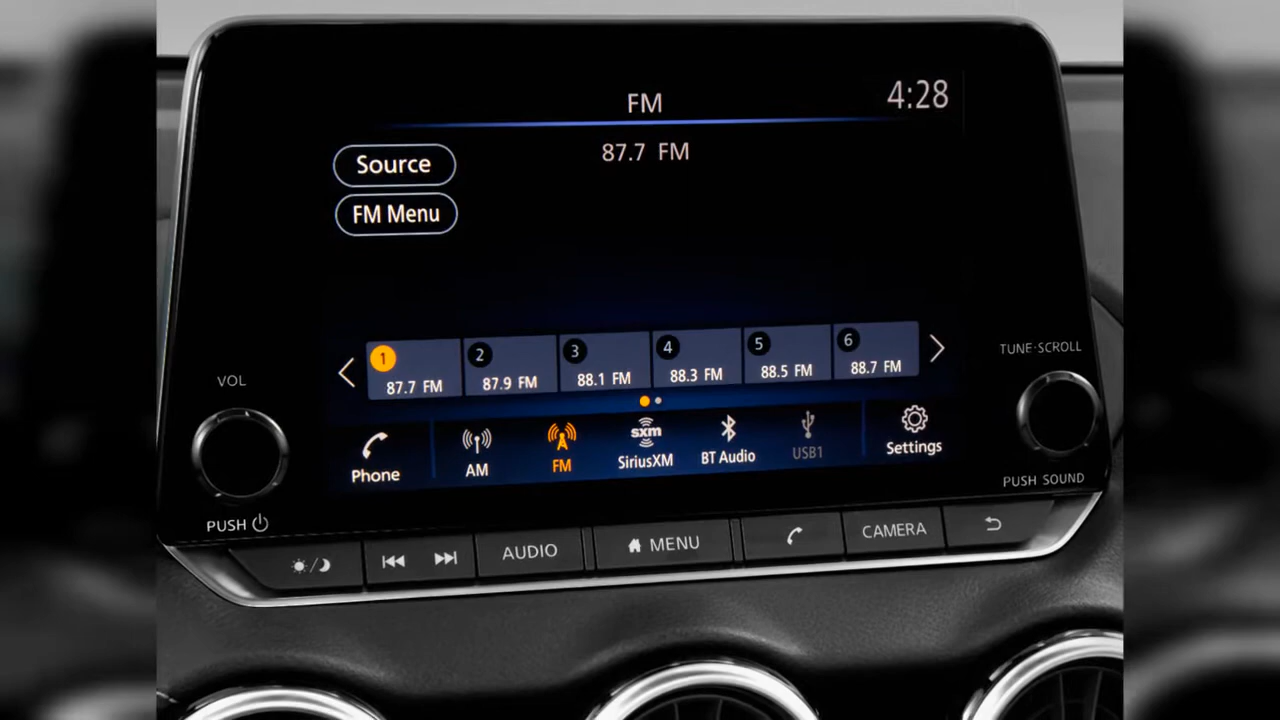 FM
4:28
87.7 FM
Source
FM Menu
1 2 3 4 5 6
87.7 FM 87.9 FM 88.1 FM 88.3 FM 88.5 FM 88.7 FM
VOL
TUNE·SCROLL
sxm
Phone AM FM SiriusXM BT Audio USB1 Settings
PUSH
PUSH SOUND
AUDIO MENU CAMERA